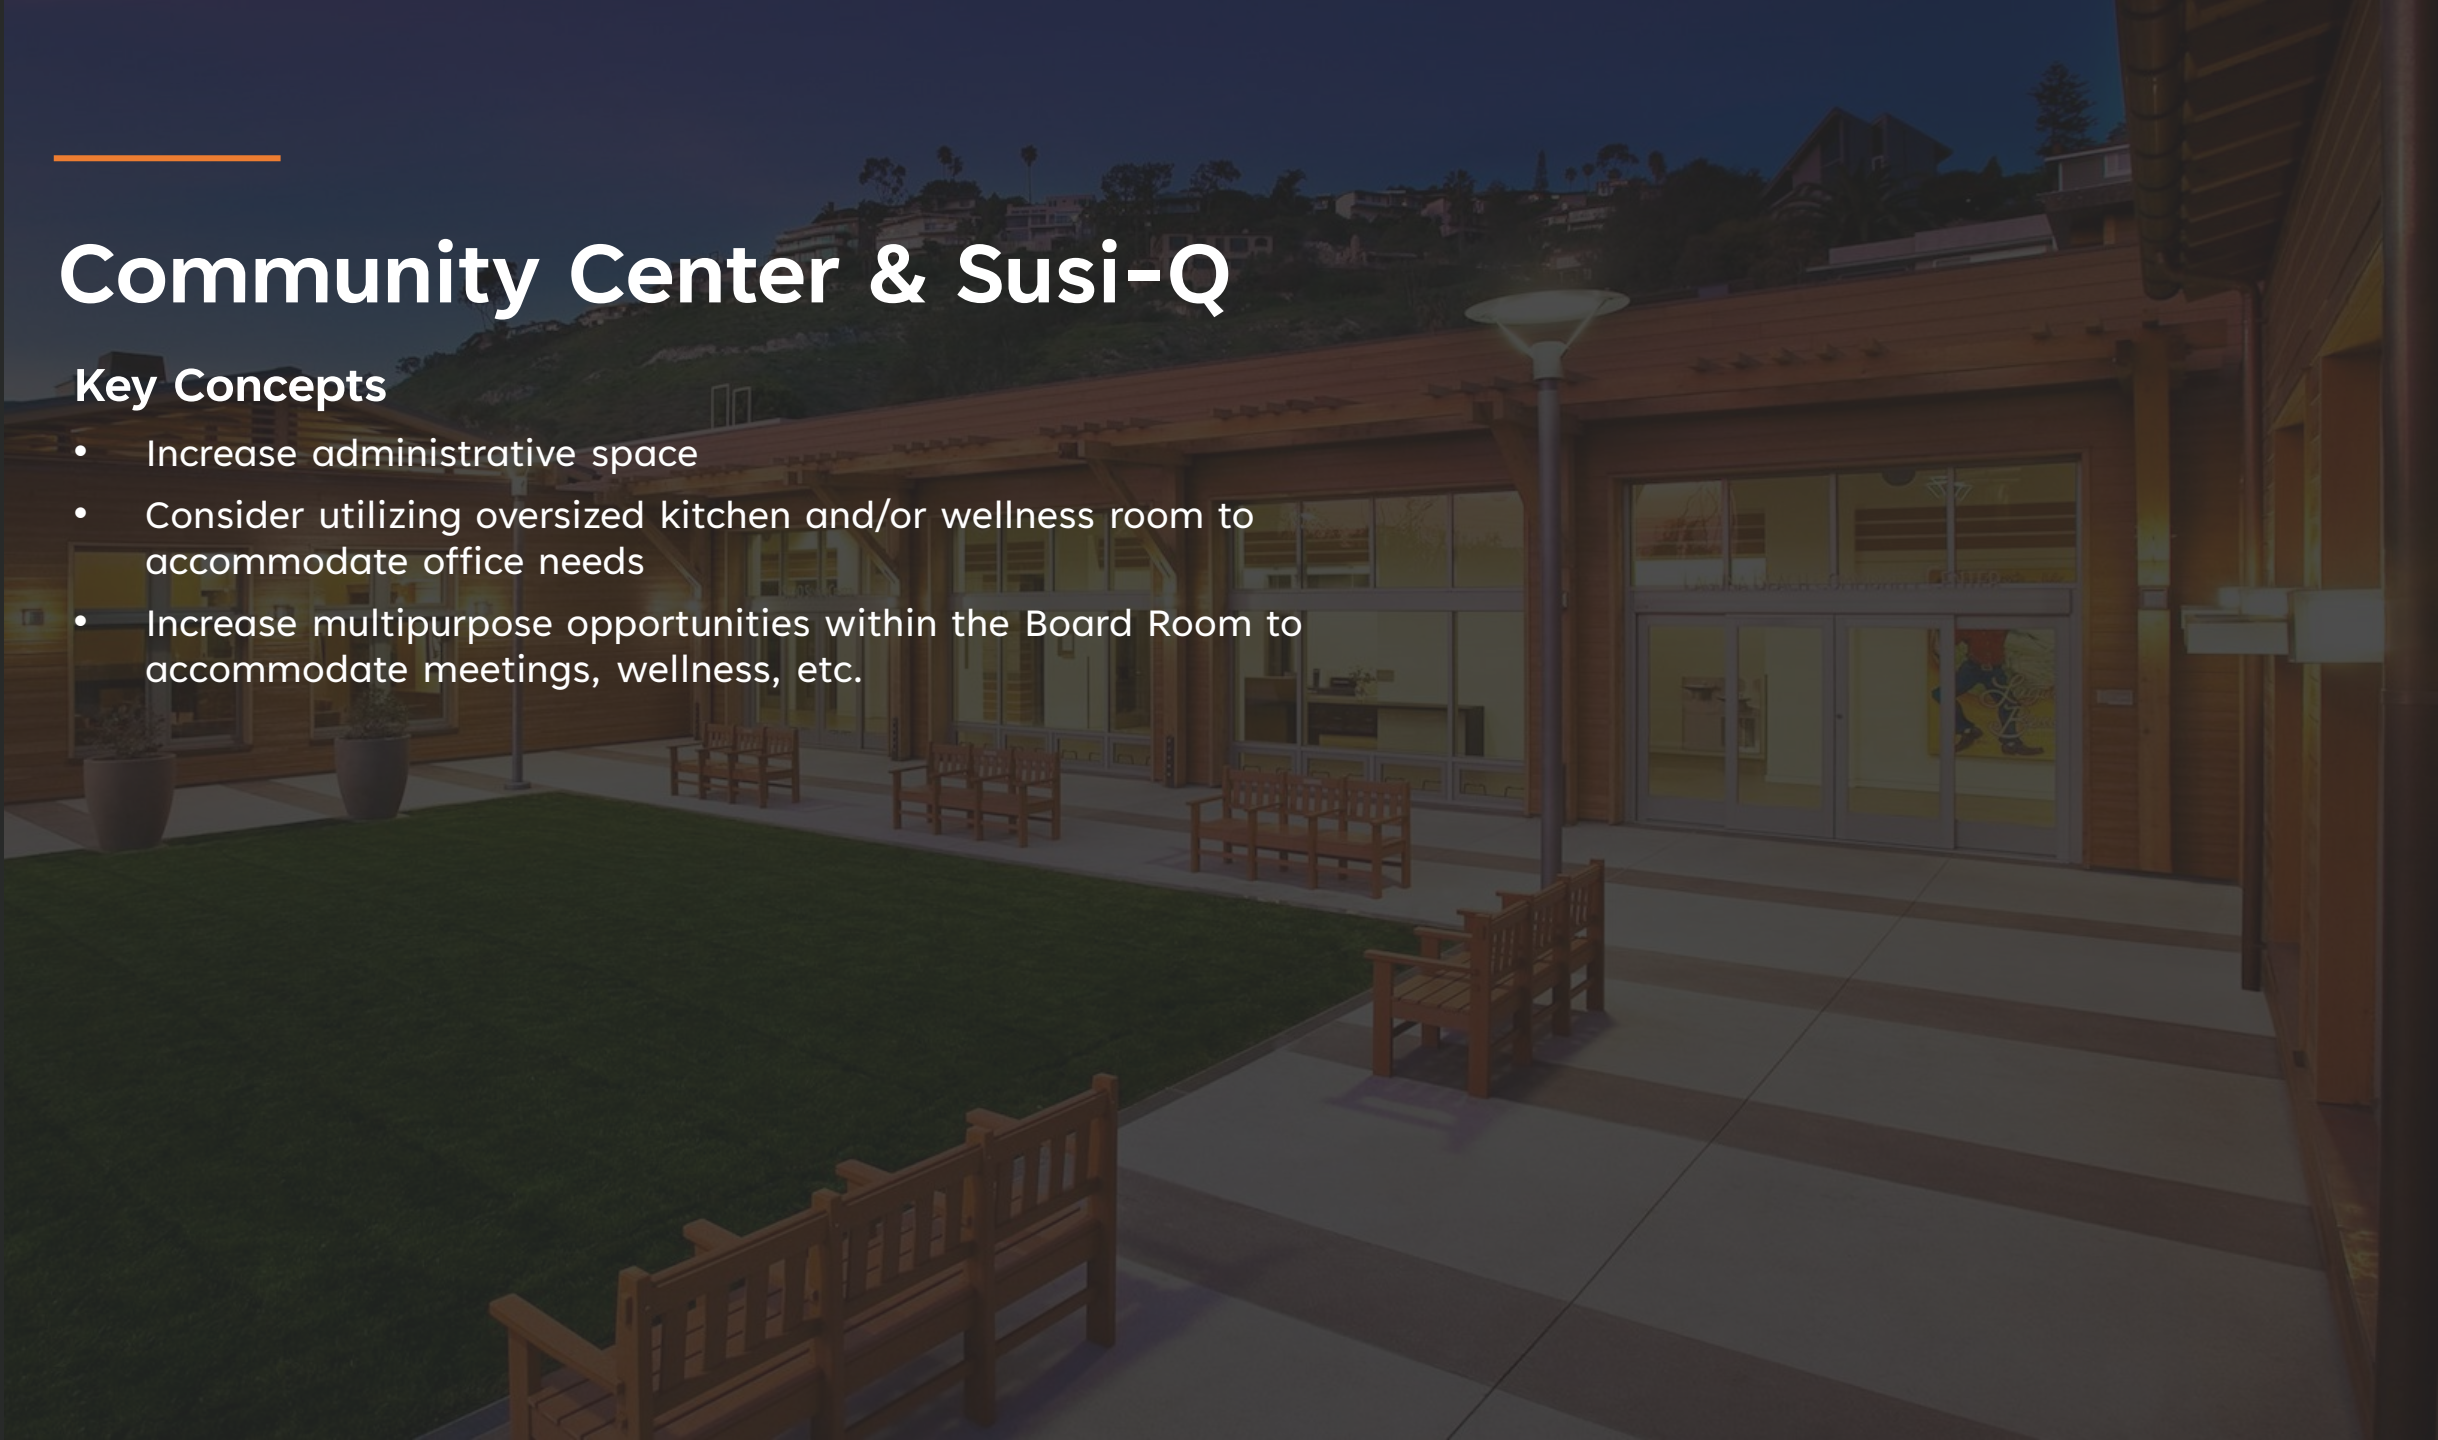 Community Center & Susi-Q
Key Concepts
• Increase administrative space
• Consider utilizing oversized kitchen and/or wellness room to
accommodate office needs
• Increase multipurpose opportunities within the Board Room to
accommodate meetings, wellness, etc.